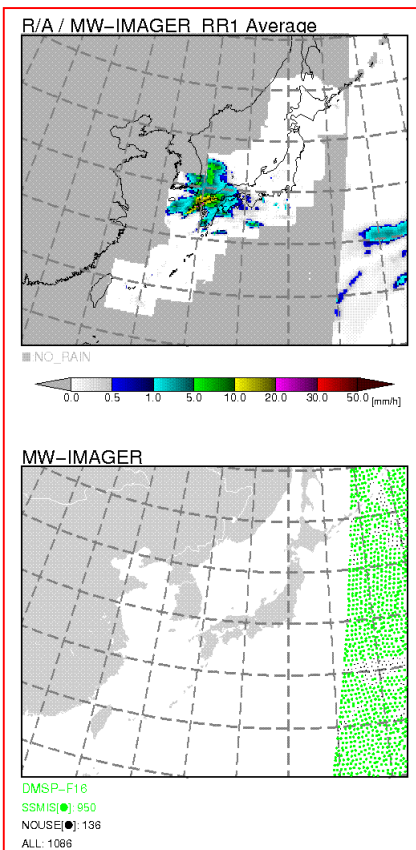 R/A / MW-IMAGER RR1 Average
NO_RAIN
0.0 0.5 1.0 5.0 10.0 20.0 30.0 50.0 [mm/h]
MW-IMAGER
DMSP-F16
SSMIS[●]: 950
NOUSE[●]: 136
ALL: 1086